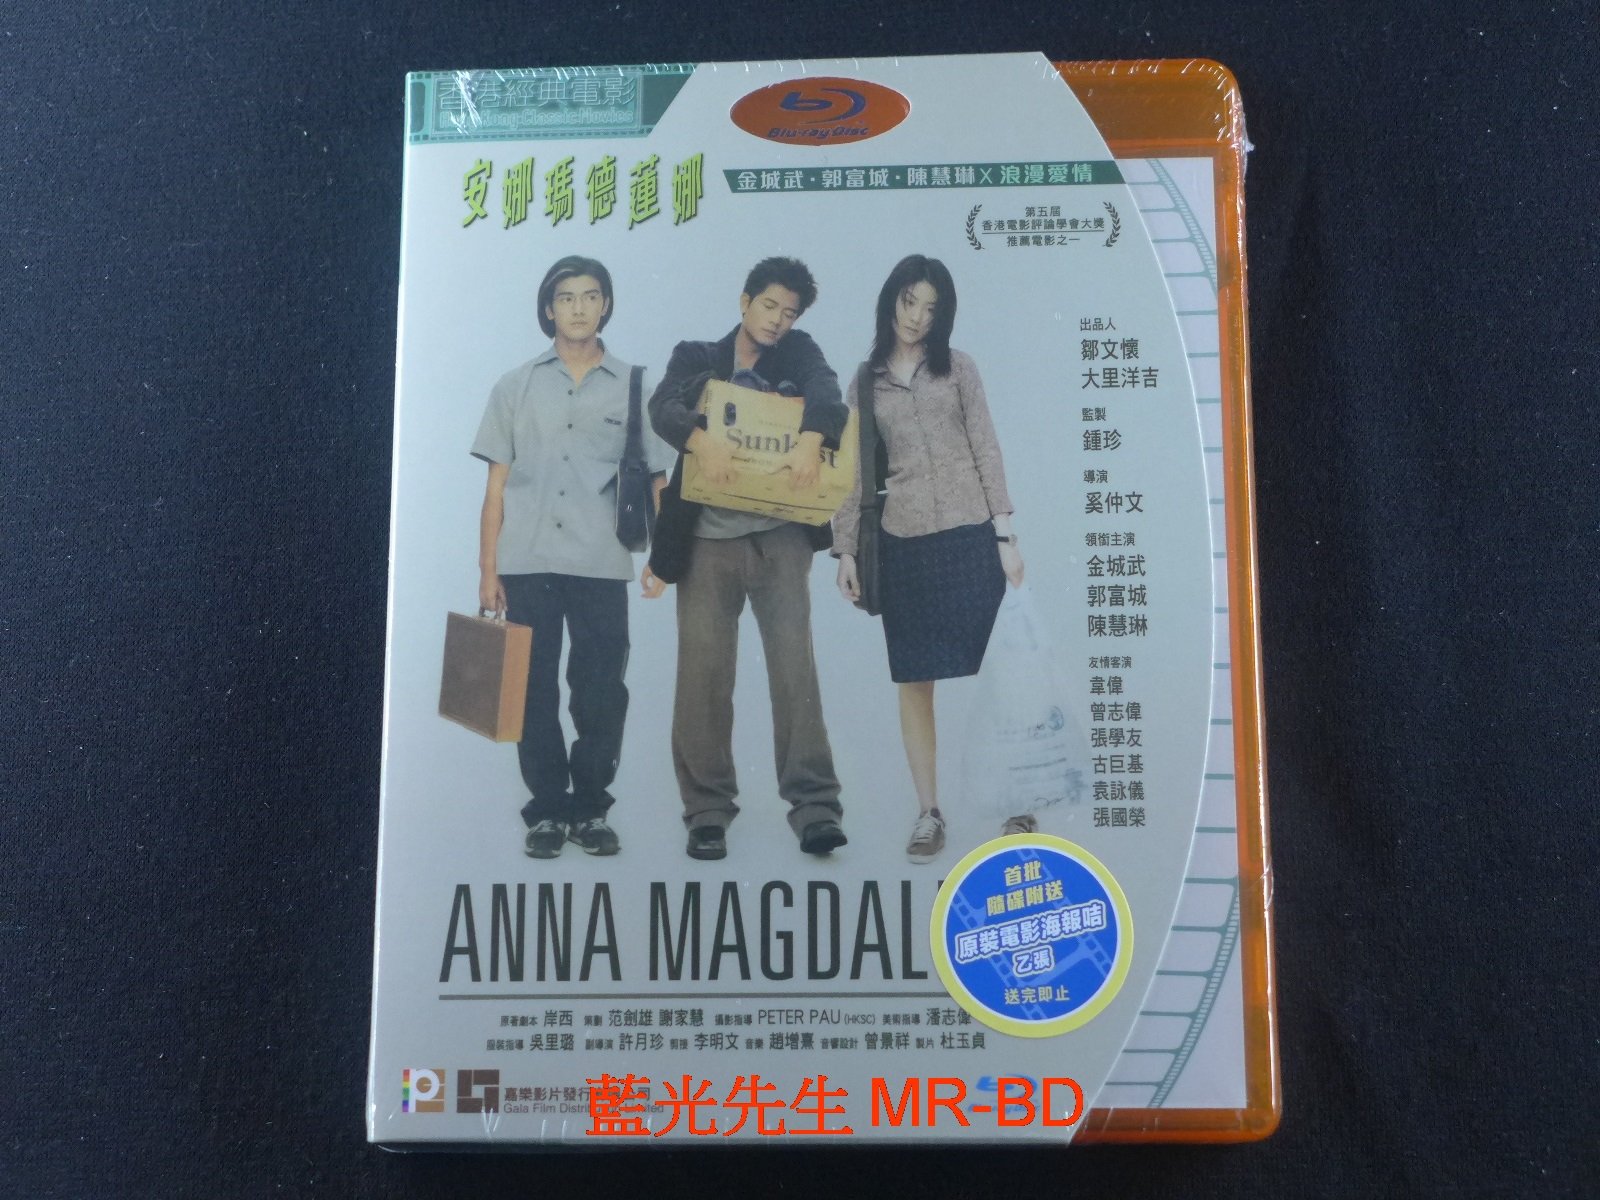 香港經典電影
Hong Kong Classic Movies
Blu-ray Disc
安娜瑪德蓮娜
金城武・郭富城・陳慧琳 X 浪漫愛情
第五屆
香港電影評論學會大獎
推薦電影之一
Sunkist
出品人
鄒文懷
大里洋吉
監製
鍾珍
導演
奚仲文
領銜主演
金城武
郭富城
陳慧琳
友情客演
韋偉
曾志偉
張學友
古巨基
袁詠儀
張國榮
首批
隨碟附送
原裝電影海報咭
乙張
送完即止
ANNA MAGDAL
原著劇本 岸西 策劃 范劍雄 謝家慧 攝影指導 PETER PAU (HKSC) 美術指導 潘志偉
服裝指導 吳里璐 副導演 許月珍 剪接 李明文 音樂 趙增熹 音響設計 曾景祥 製片 杜玉貞
嘉樂影片發行 公司
Gala Film Distribution Limited
藍光先生 MR-BD